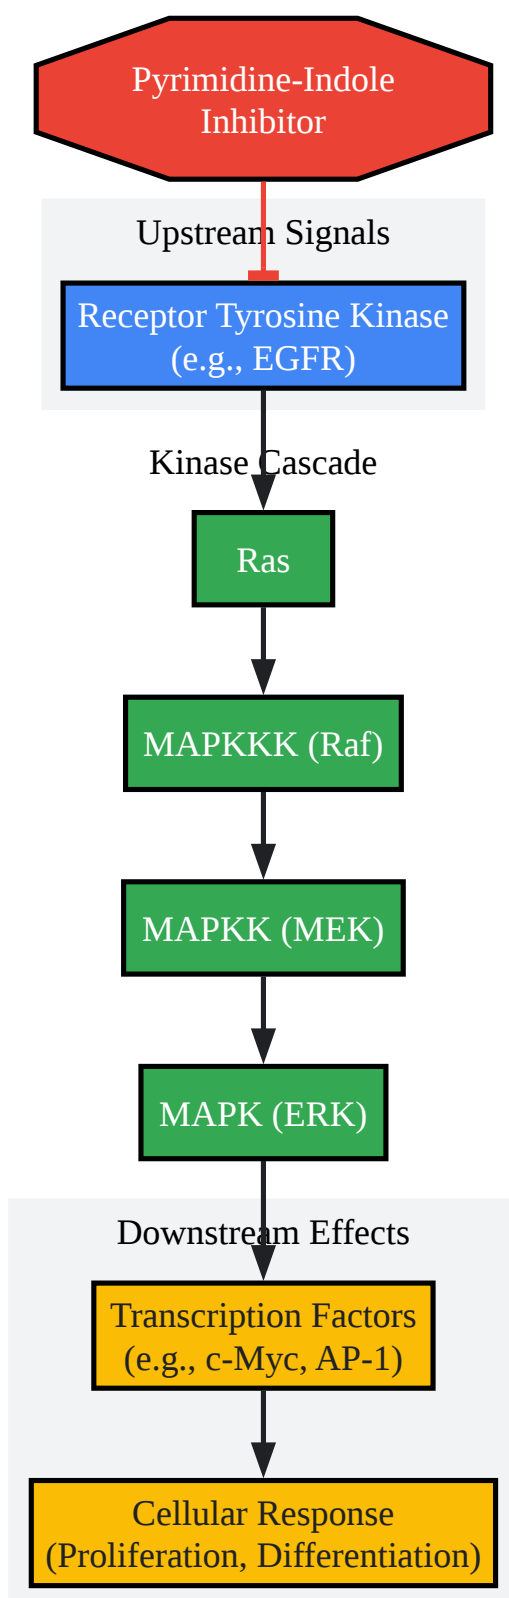 Pyrimidine-Indole
Inhibitor
Upstream Signals
Receptor Tyrosine Kinase
(e.g., EGFR)
Kinase Cascade
Ras
MAPKKK (Raf)
MAPKK (MEK)
MAPK (ERK)
Downstream Effects
Transcription Factors
(e.g., c-Myc, AP-1)
Cellular Response
(Proliferation, Differentiation)